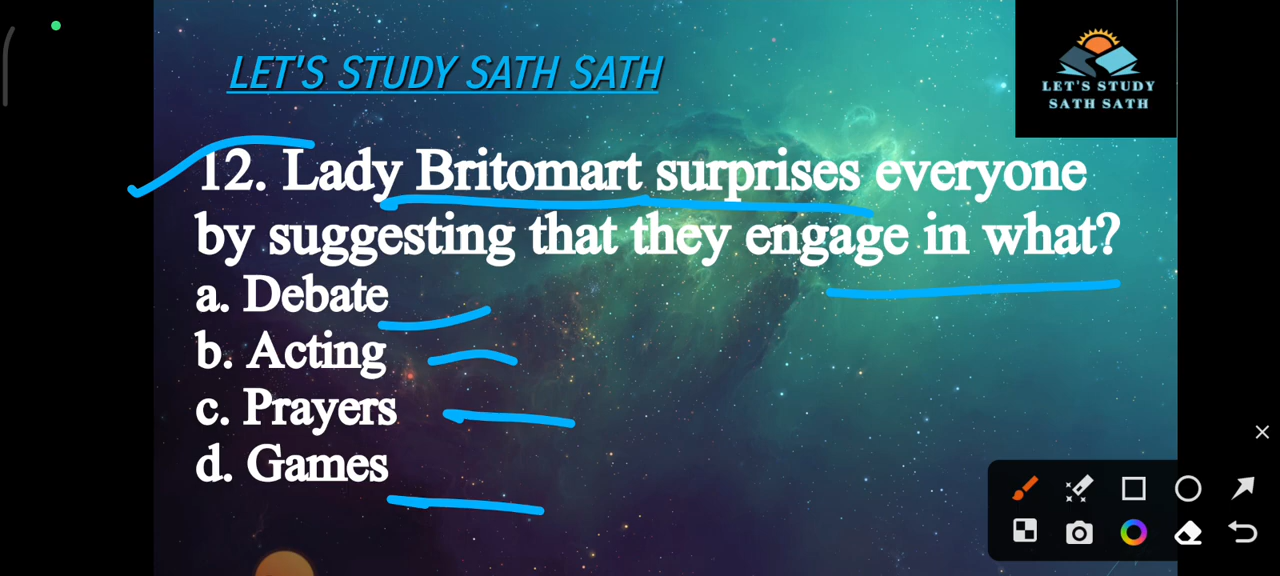 LET'S STUDY SATH SATH
LET'S STUDY
SATH SATH
12. Lady Britomart surprises everyone
by suggesting that they engage in what?
a. Debate
b. Acting
c. Prayers
d. Games